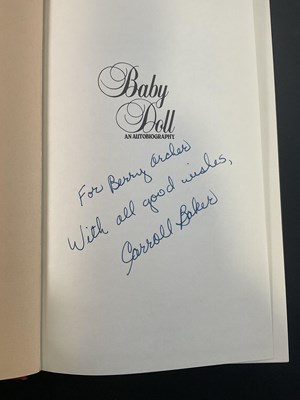 Baby
Doll
AN AUTOBIOGRAPHY
For Berry Archer
With all good wishes,
Carroll Baker